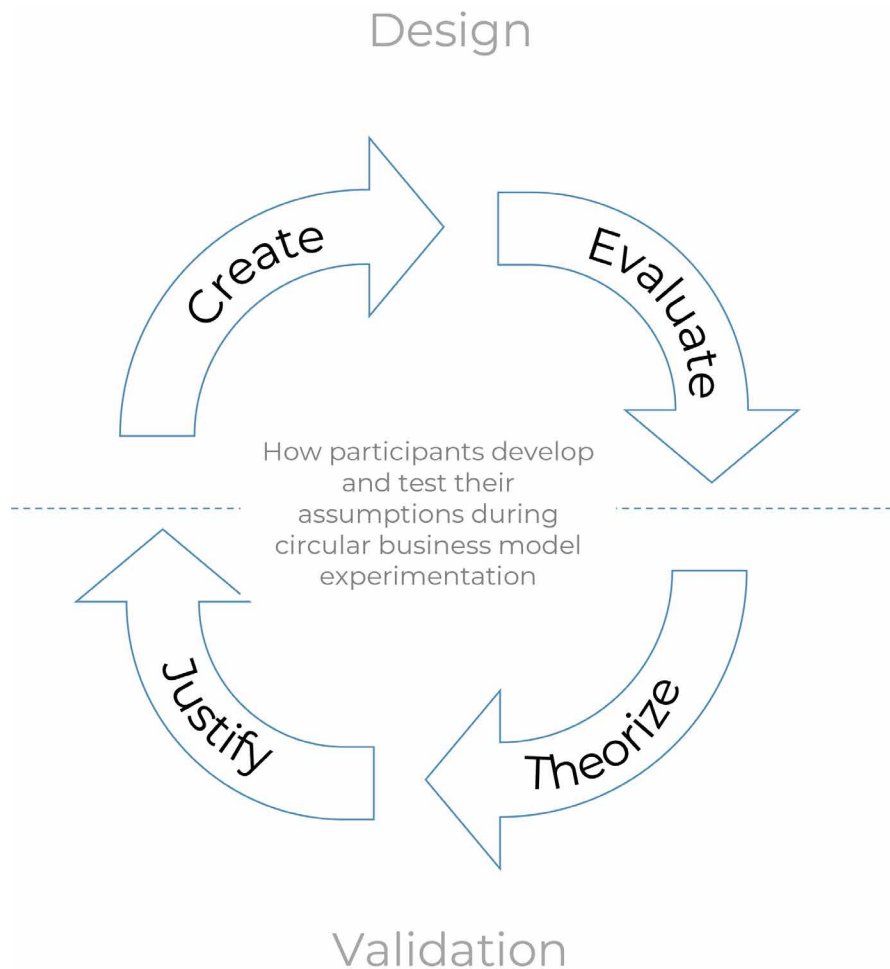 Design
Create
Evaluate
How participants develop
and test their
assumptions during
circular business model
experimentation
Justify
Theorize
Validation